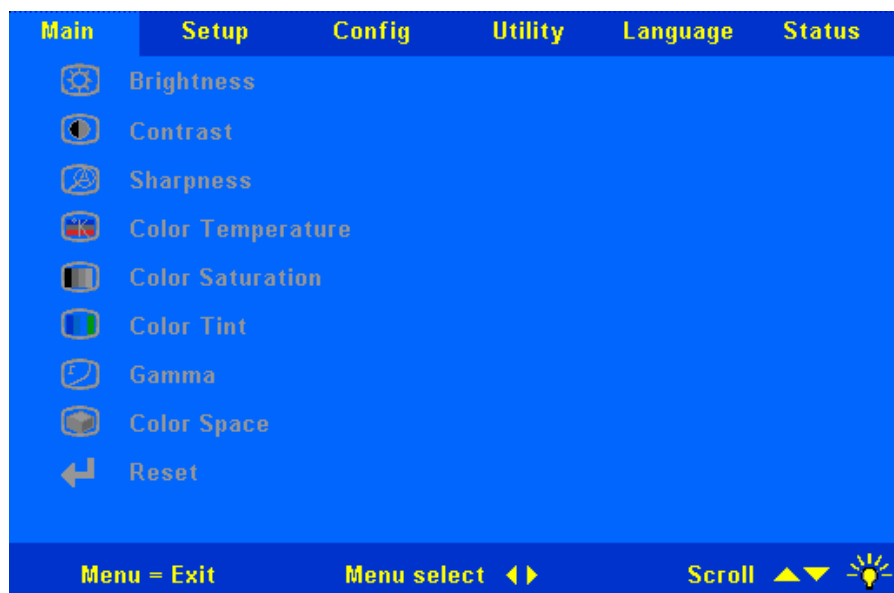 Main Setup Config Utility Language Status
Brightness
Contrast
Sharpness
°K Color Temperature
Color Saturation
Color Tint
Gamma
Color Space
Reset
Menu = Exit Menu select Scroll